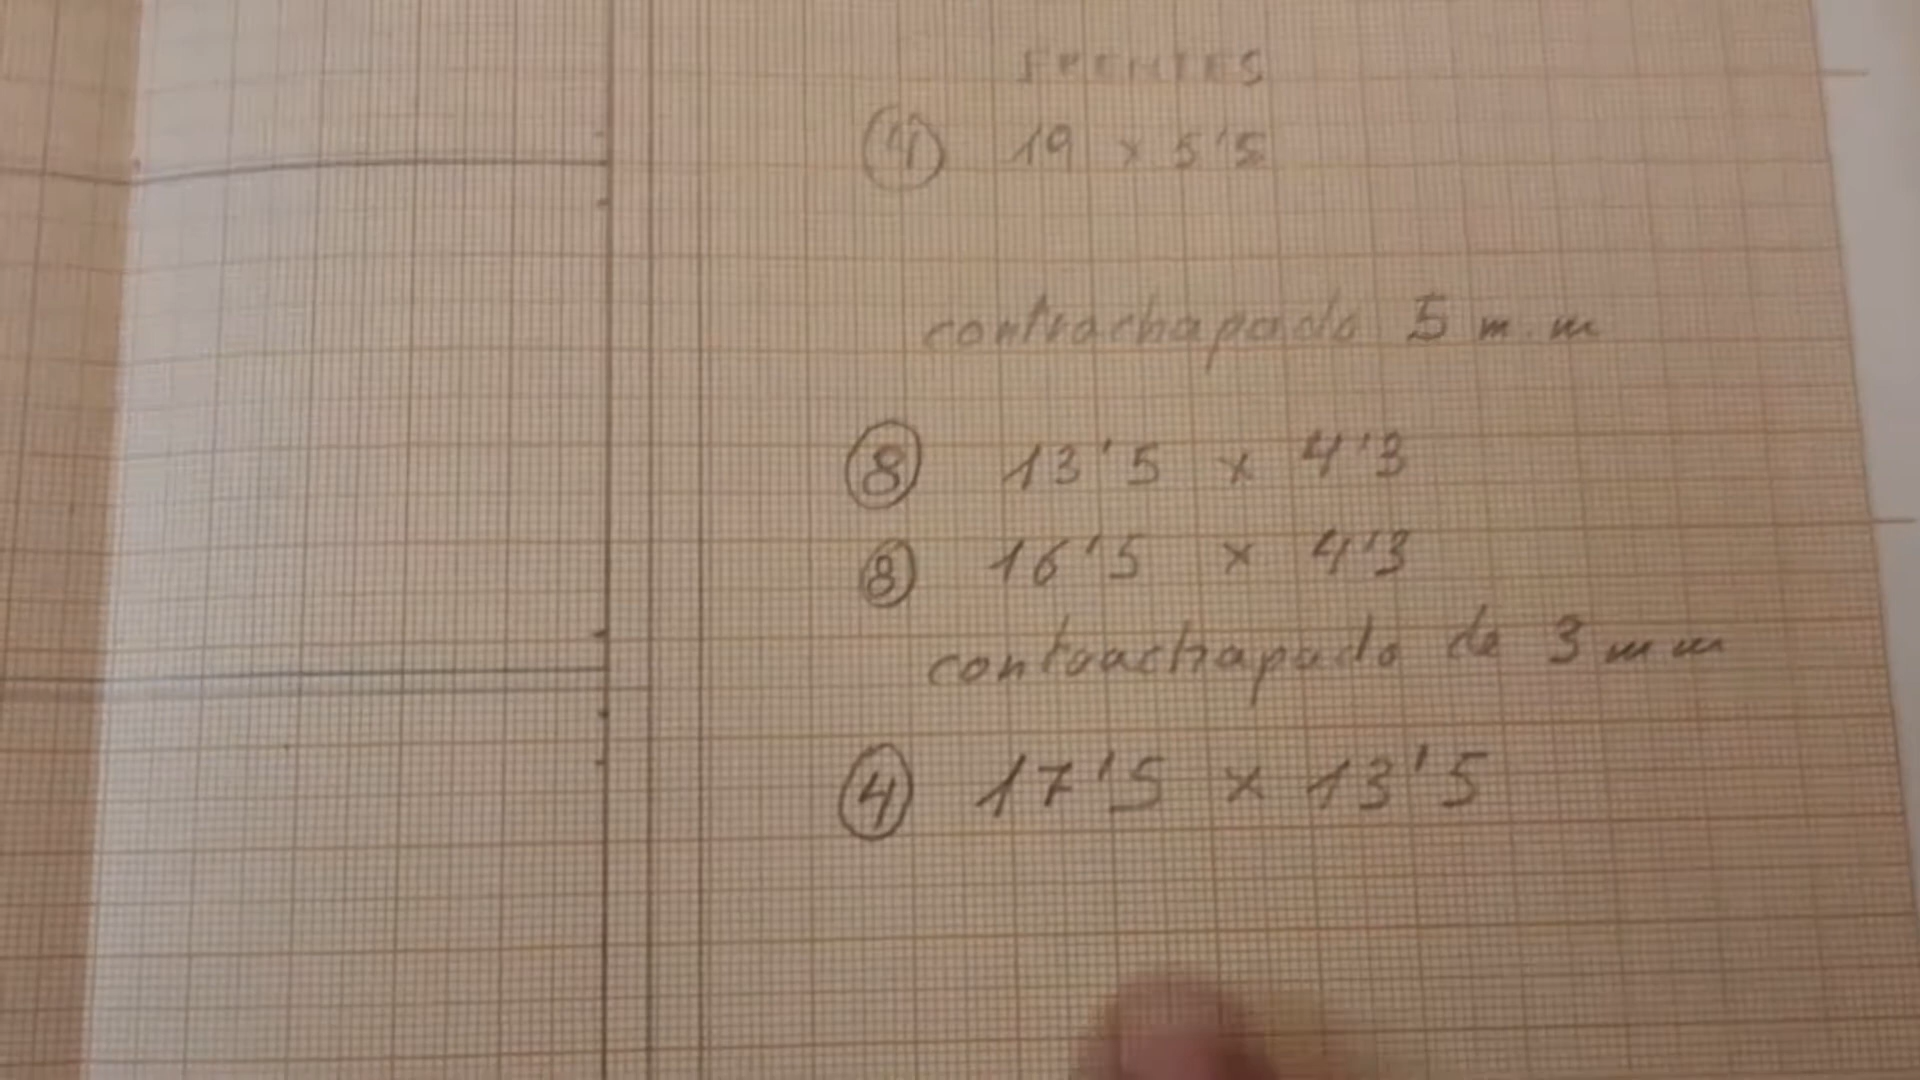 FRENTES
④ 19 x 5'5
contrachapado 5 m.m
⑧ 13'5 x 4'3
⑧ 16'5 x 4'3
contrachapado de 3 mm
④ 17'5 x 13'5